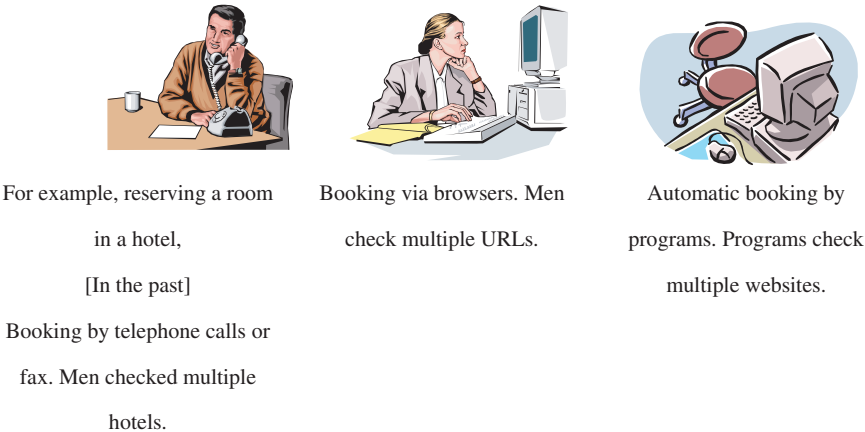 For example, reserving a room
in a hotel,
[In the past]
Booking by telephone calls or
fax. Men checked multiple
hotels.
Booking via browsers. Men
check multiple URLs.
Automatic booking by
programs. Programs check
multiple websites.